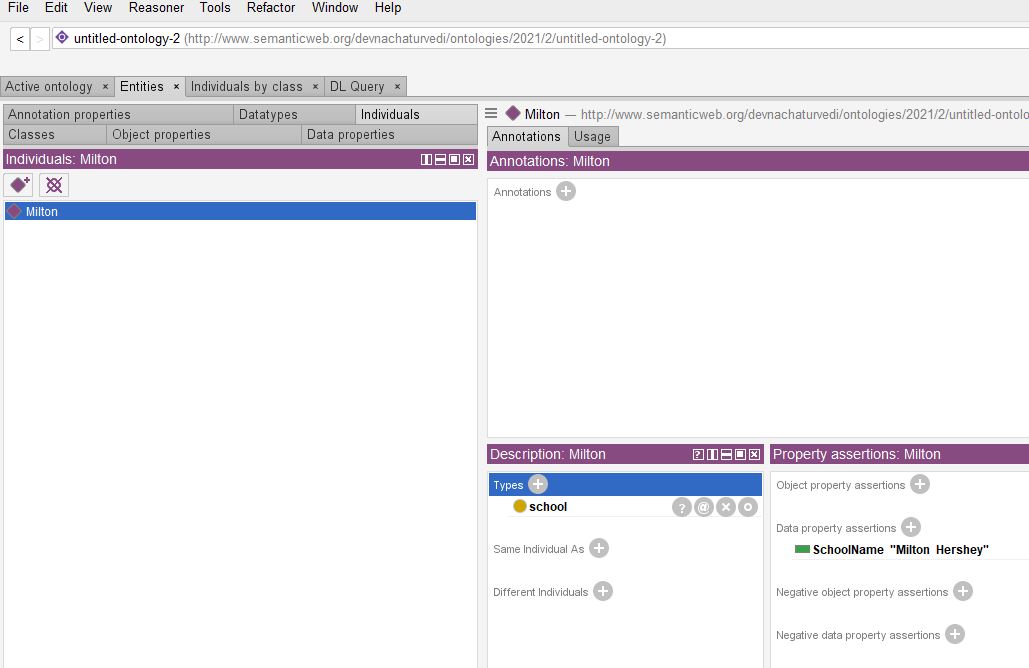 File Edit View Reasoner Tools Refactor Window Help
< > untitled-ontology-2 (http://www.semanticweb.org/devnachaturvedi/ontologies/2021/2/untitled-ontology-2)
Active ontology × Entities × Individuals by class × DL Query ×
Annotation properties Datatypes Individuals
Classes Object properties Data properties
Individuals: Milton
Milton
Milton — http://www.semanticweb.org/devnachaturvedi/ontologies/2021/2/untitled-ontolo
Annotations Usage
Annotations: Milton
Annotations
Description: Milton
Types
school
Same Individual As
Different Individuals
Property assertions: Milton
Object property assertions
Data property assertions
SchoolName "Milton Hershey"
Negative object property assertions
Negative data property assertions